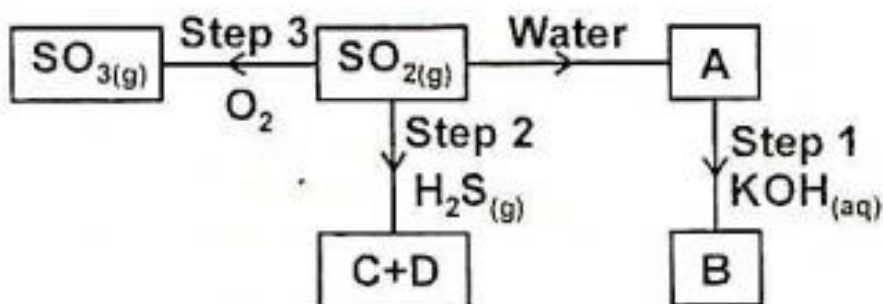 Step 3
Water
SO₃(g)
SO₂(g)
A
O₂
Step 2
Step 1
H₂S(g)
KOH(aq)
C+D
B